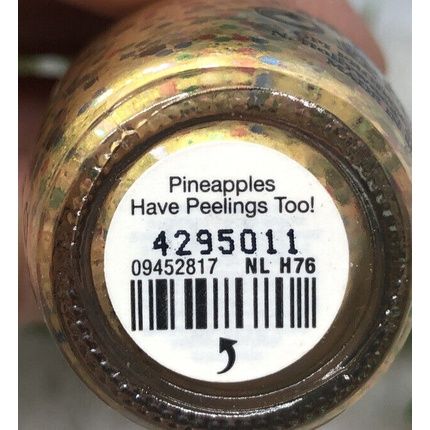 Pineapples
Have Peelings Too!
4295011
09452817 NL H76